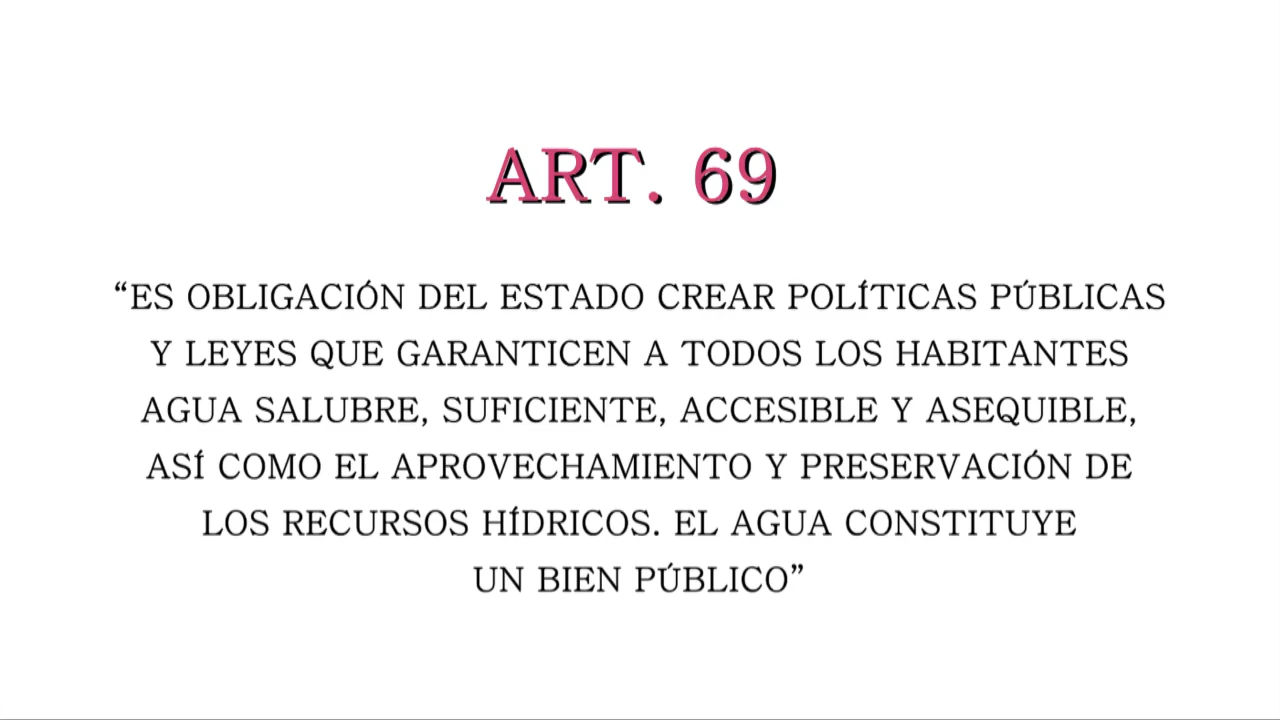 ART. 69
“ES OBLIGACIÓN DEL ESTADO CREAR POLÍTICAS PÚBLICAS
Y LEYES QUE GARANTICEN A TODOS LOS HABITANTES
AGUA SALUBRE, SUFICIENTE, ACCESIBLE Y ASEQUIBLE,
ASÍ COMO EL APROVECHAMIENTO Y PRESERVACIÓN DE
LOS RECURSOS HÍDRICOS. EL AGUA CONSTITUYE
UN BIEN PÚBLICO”